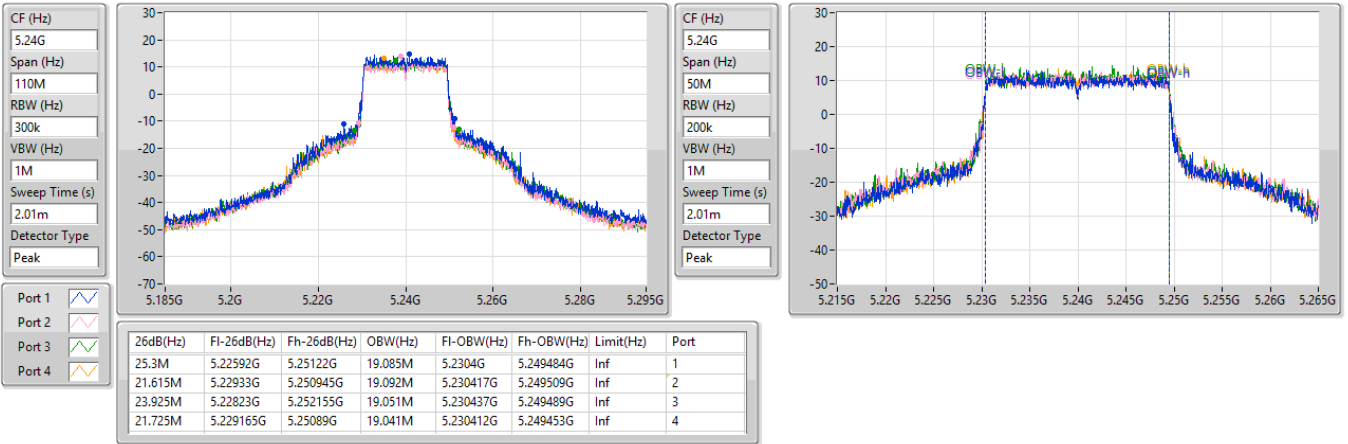 CF (Hz)
5.24G
Span (Hz)
110M
RBW (Hz)
300k
VBW (Hz)
1M
Sweep Time (s)
2.01m
Detector Type
Peak
30-
20-
10-
0-
-10-
-20-
-30-
-40-
-50-
-60-
-70-
5.185G 5.2G 5.22G 5.24G 5.26G 5.28G 5.295G
CF (Hz)
5.24G
Span (Hz)
50M
RBW (Hz)
200k
VBW (Hz)
1M
Sweep Time (s)
2.01m
Detector Type
Peak
30-
20-
10-
0-
-10-
-20-
-30-
-40-
-50-
OBW-l OBW-h
5.215G 5.22G 5.225G 5.23G 5.235G 5.24G 5.245G 5.25G 5.255G 5.26G 5.265G
Port 1
Port 2
Port 3
Port 4
26dB(Hz) Fl-26dB(Hz) Fh-26dB(Hz) OBW(Hz) Fl-OBW(Hz) Fh-OBW(Hz) Limit(Hz) Port
25.3M 5.22592G 5.25122G 19.085M 5.2304G 5.249484G Inf 1
21.615M 5.22933G 5.250945G 19.092M 5.230417G 5.249509G Inf 2
23.925M 5.22823G 5.252155G 19.051M 5.230437G 5.249489G Inf 3
21.725M 5.229165G 5.25089G 19.041M 5.230412G 5.249453G Inf 4